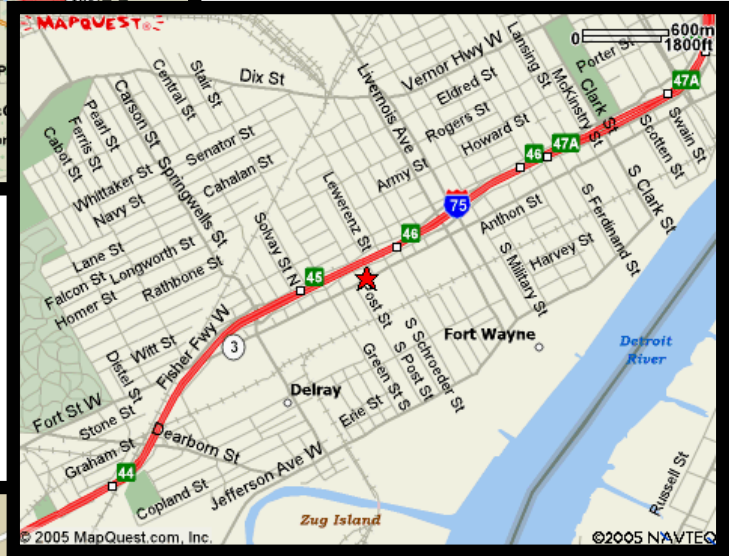 MAPQUEST
0 600m
1800ft
Porter St
Lansing St
Vernor Hwy W
Stair St
Central St
Dix St
Livernois Ave
Eldred St
McKinstry St
Clark St
47A
Carson St
Pearl St
Ferris St
Cabot St
Rogers St
Howard St
47A
Swain St
Scotten St
Senator St
46
Whittaker St
Cahalan St
Army St
S Clark St
Navy St
Springwells St
Lewerenz St
75
S Ferdinand St
Anthon St
Solvay St N
46
Lane St
Longworth St
Harvey St
S Military St
Falcon St
Rathbone St
45
Homer St
Post St
Fisher Fwy W
Witt St
3
S Schroeder St
Fort Wayne
Detroit
River
Distel St
S Post St
Green St S
Delray
Fort St W
Stone St
Erie St
Dearborn St
Graham St
44
Jefferson Ave W
Russell St
Copland St
Zug Island
© 2005 MapQuest.com, Inc.
©2005 NAVTEQ